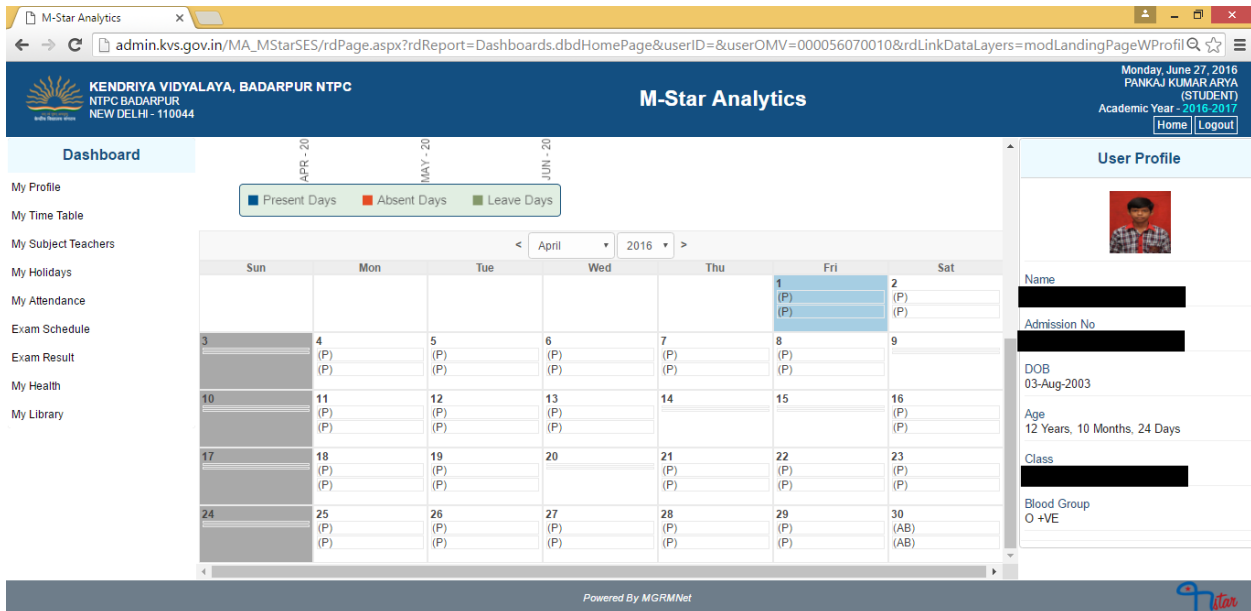 M-Star Analytics
admin.kvs.gov.in/MA_MStarSES/rdPage.aspx?rdReport=Dashboards.dbdHomePage&userID=&userOMV=000056070010&rdLinkDataLayers=modLandingPageWProfil
KENDRIYA VIDYALAYA, BADARPUR NTPC
NTPC BADARPUR
NEW DELHI - 110044
M-Star Analytics
Monday, June 27, 2016
PANKAJ KUMAR ARYA
(STUDENT)
Academic Year - 2016-2017
Home Logout
Dashboard
My Profile
My Time Table
My Subject Teachers
My Holidays
My Attendance
Exam Schedule
Exam Result
My Health
My Library
APR - 20
MAY - 20
JUN - 20
Present Days Absent Days Leave Days
< April 2016 >
Sun Mon Tue Wed Thu Fri Sat
1 2
(P) (P)
(P) (P)
3 4 5 6 7 8 9
(P) (P) (P) (P) (P)
(P) (P) (P) (P) (P)
10 11 12 13 14 15 16
(P) (P) (P) (P)
(P) (P) (P) (P)
17 18 19 20 21 22 23
(P) (P) (P) (P) (P)
(P) (P) (P) (P) (P)
24 25 26 27 28 29 30
(P) (P) (P) (P) (P) (AB)
(P) (P) (P) (P) (P) (AB)
User Profile
Name
Admission No
DOB
03-Aug-2003
Age
12 Years, 10 Months, 24 Days
Class
Blood Group
O +VE
Powered By MGRMNet